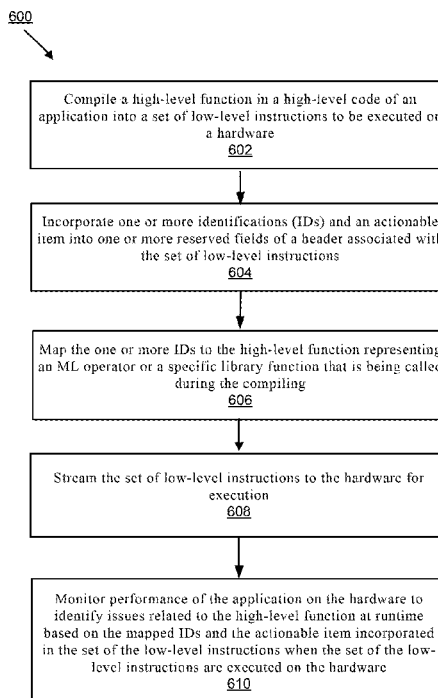 600
Compile a high-level function in a high-level code of an
application into a set of low-level instructions to be executed on
a hardware
602
Incorporate one or more identifications (IDs) and an actionable
item into one or more reserved fields of a header associated with
the set of low-level instructions
604
Map the one or more IDs to the high-level function representing
an ML operator or a specific library function that is being called
during the compiling
606
Stream the set of low-level instructions to the hardware for
execution
608
Monitor performance of the application on the hardware to
identify issues related to the high-level function at runtime
based on the mapped IDs and the actionable item incorporated
in the set of the low-level instructions when the set of the low-
level instructions are executed on the hardware
610